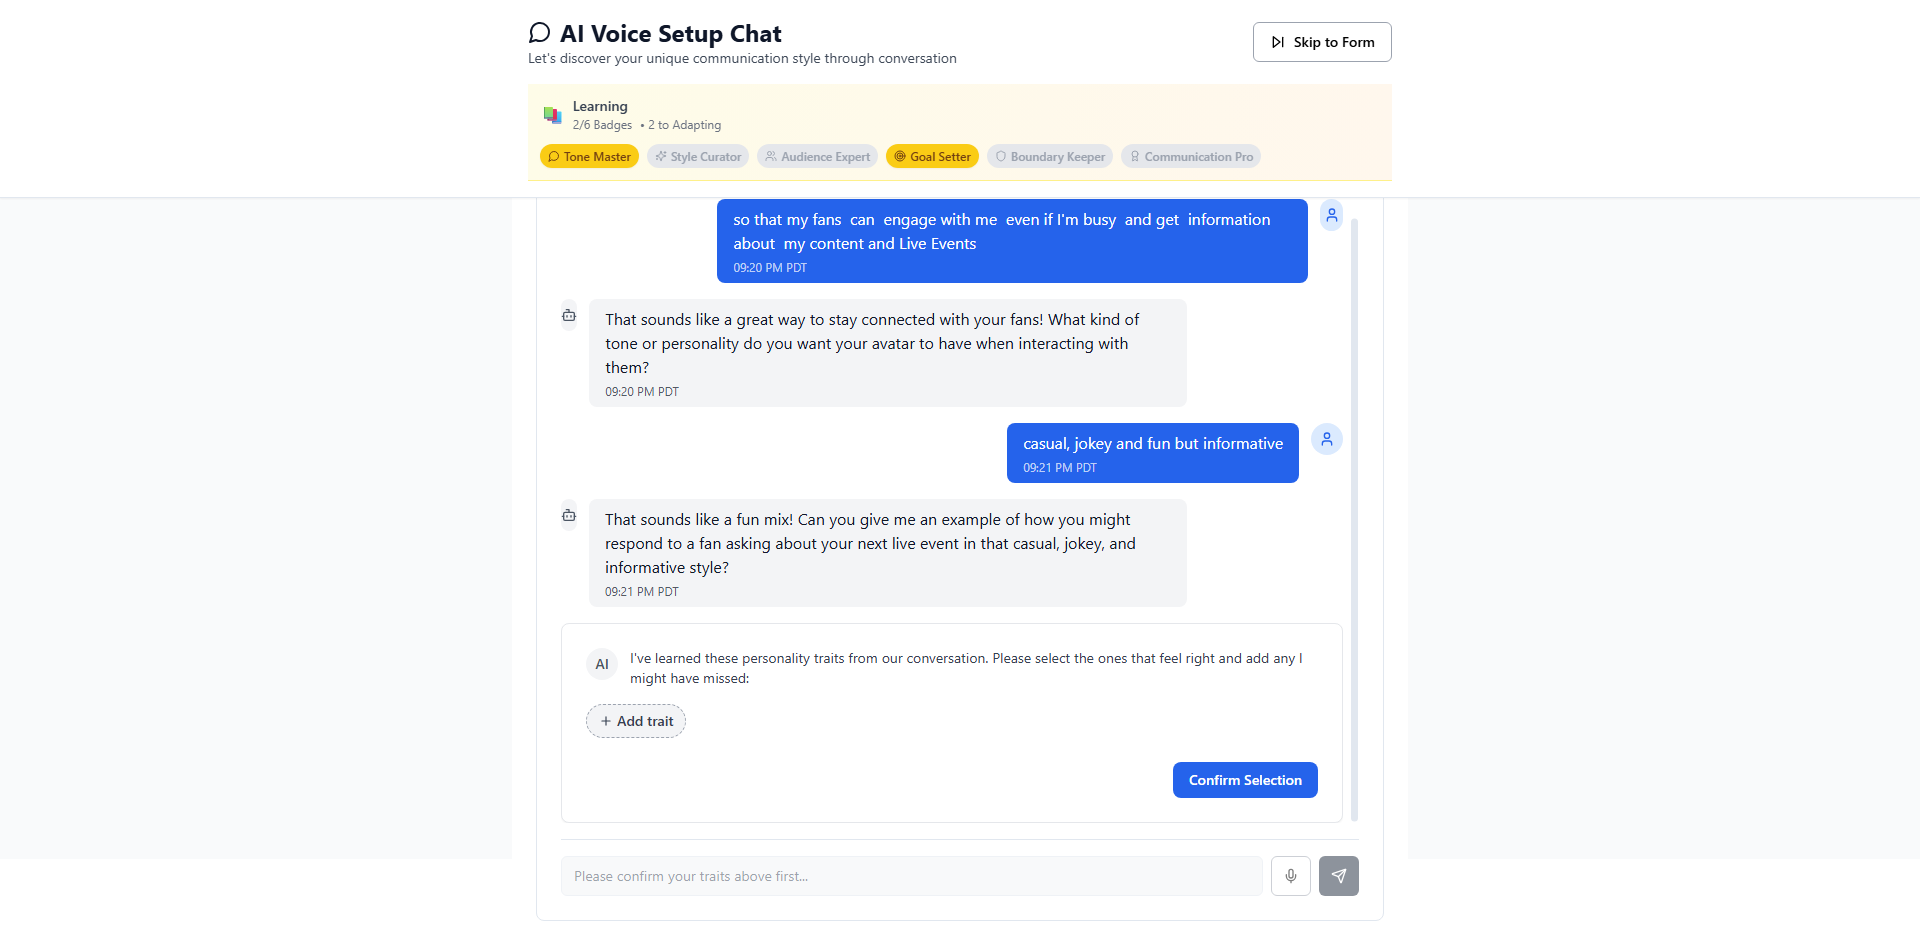 AI Voice Setup Chat
Let's discover your unique communication style through conversation
Skip to Form
Learning
2/6 Badges • 2 to Adapting
Tone Master
Style Curator
Audience Expert
Goal Setter
Boundary Keeper
Communication Pro
so that my fans  can  engage with me  even if I'm busy  and get  information
about  my content and Live Events
09:20 PM PDT
That sounds like a great way to stay connected with your fans! What kind of
tone or personality do you want your avatar to have when interacting with
them?
09:20 PM PDT
casual, jokey and fun but informative
09:21 PM PDT
That sounds like a fun mix! Can you give me an example of how you might
respond to a fan asking about your next live event in that casual, jokey, and
informative style?
09:21 PM PDT
AI
I've learned these personality traits from our conversation. Please select the ones that feel right and add any I
might have missed:
+ Add trait
Confirm Selection
Please confirm your traits above first...